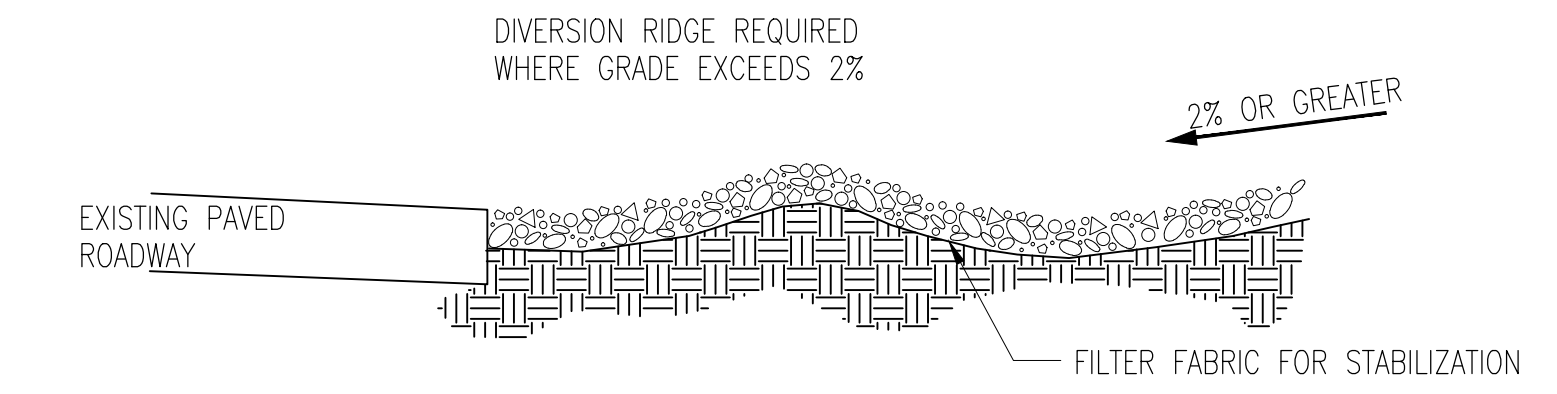 DIVERSION RIDGE REQUIRED
WHERE GRADE EXCEEDS 2%
2% OR GREATER
EXISTING PAVED
ROADWAY
FILTER FABRIC FOR STABILIZATION